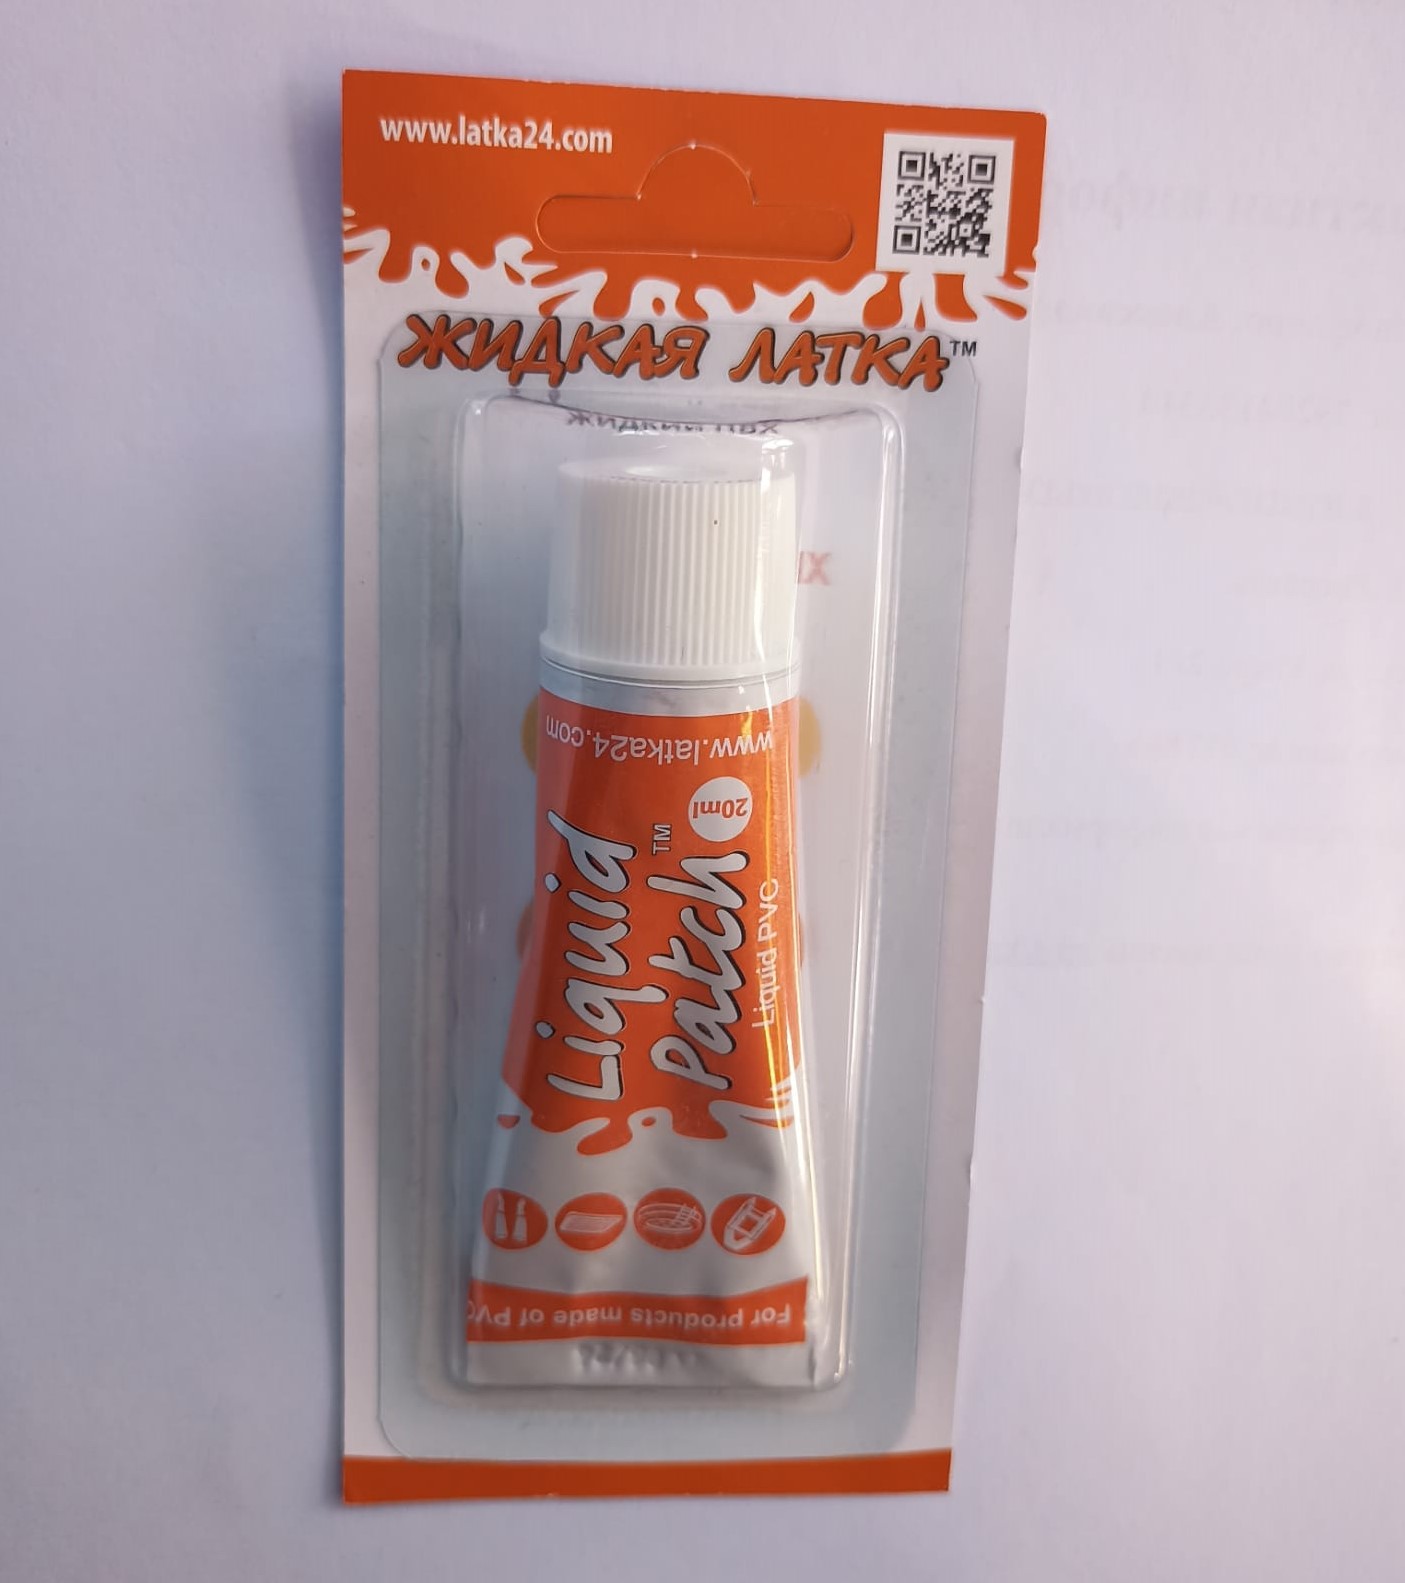 www.latka24.com
ЖИДКАЯ ЛАТКА™
www.latka24.com
20ml
Liquid
Patch™
Liquid PVC
For products made of PVC